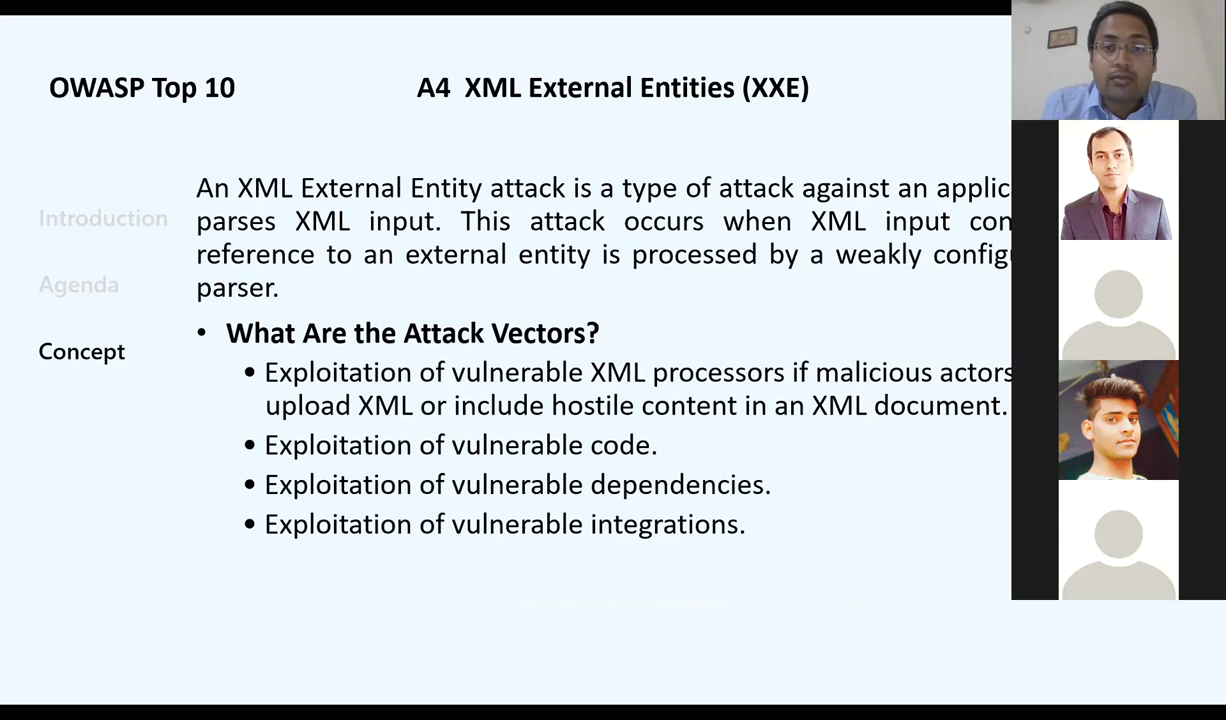 OWASP Top 10
A4 XML External Entities (XXE)
Introduction
Agenda
Concept
An XML External Entity attack is a type of attack against an
parses XML input. This attack occurs when XML input
reference to an external entity is processed by a weakly
parser.
• What Are the Attack Vectors?
• Exploitation of vulnerable XML processors if malicious actors
upload XML or include hostile content in an XML document.
• Exploitation of vulnerable code.
• Exploitation of vulnerable dependencies.
• Exploitation of vulnerable integrations.